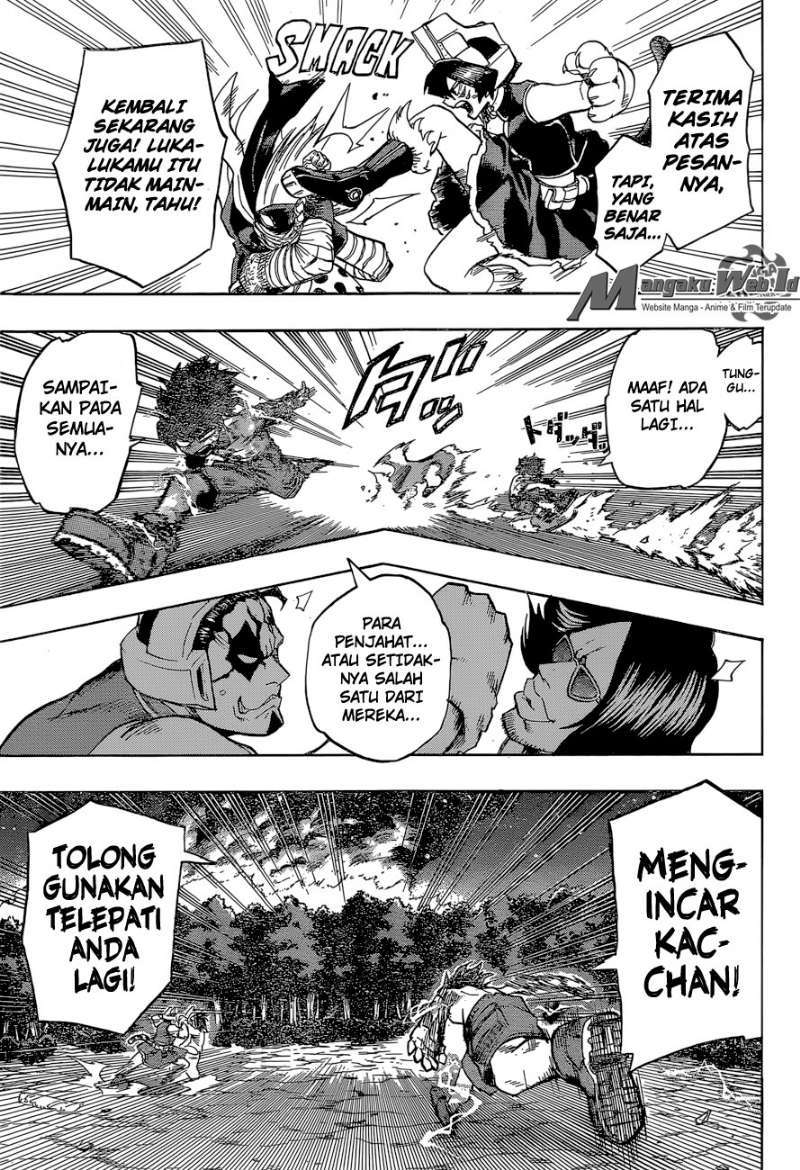 SMACK
TERIMA
KASIH
ATAS
PESAN-
NYA,
TAPI,
YANG
BENAR
SAJA...
KEMBALI
SEKARANG
JUGA! LUKA-
LUKAMU ITU
TIDAK MAIN-
MAIN, TAHU!
Mangaku Web Id
Website Manga - Anime & Film Terupdate
TUNG-
GU...
MAAF! ADA
SATU HAL
LAGI...
SAMPAI-
KAN PADA
SEMUA-
NYA...
PARA
PENJAHAT...
ATAU SETIDAK-
NYA SALAH
SATU DARI
MEREKA...
MENG-
INCAR
KAC-
CHAN!
TOLONG
GUNAKAN
TELEPATI
ANDA
LAGI!